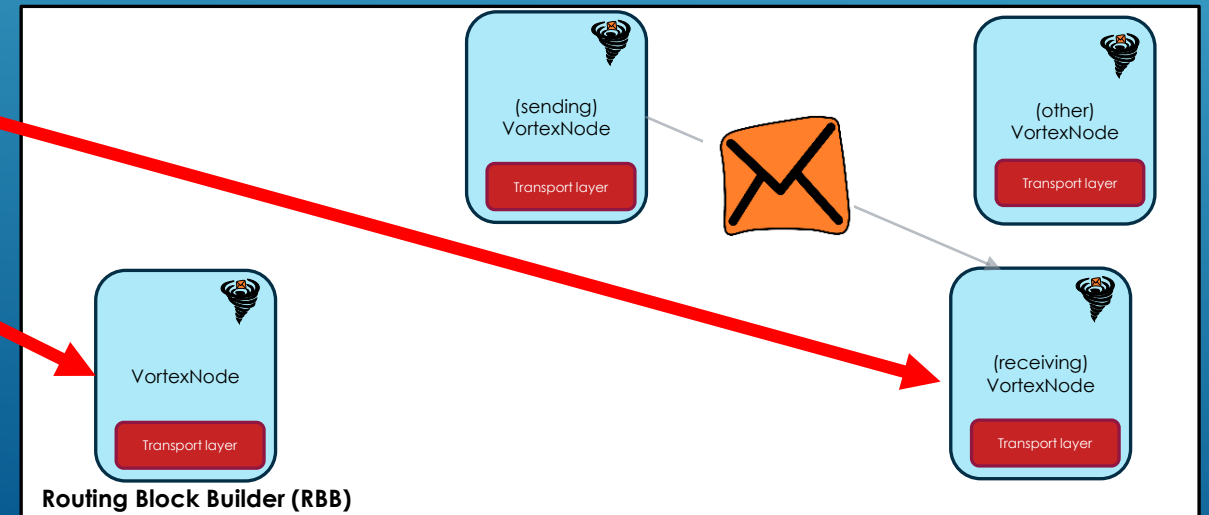 (sending)
VortexNode
Transport layer
(other)
VortexNode
Transport layer
VortexNode
Transport layer
(receiving)
VortexNode
Transport layer
Routing Block Builder (RBB)